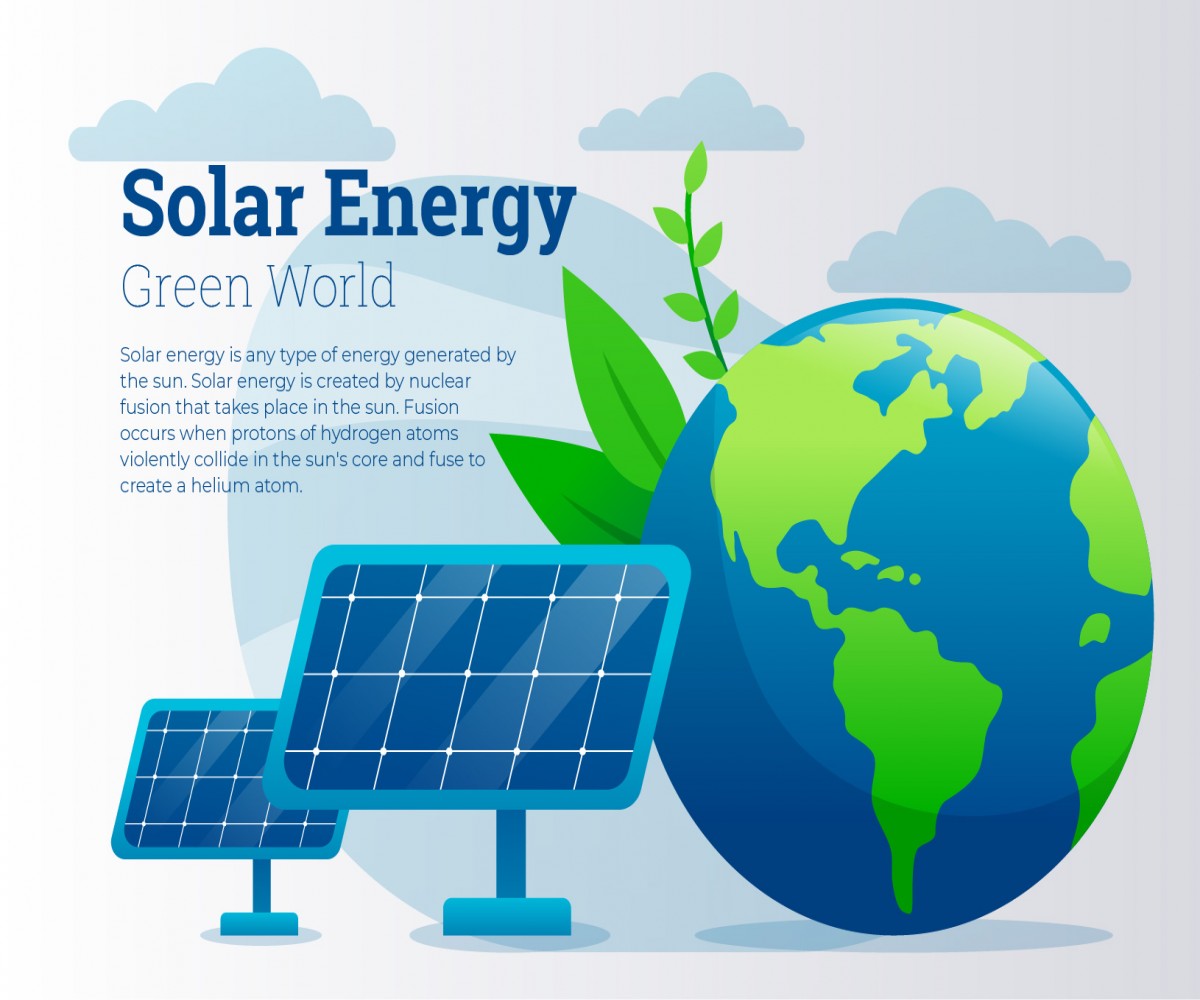 Solar Energy
Green World
Solar energy is any type of energy generated by
the sun. Solar energy is created by nuclear
fusion that takes place in the sun. Fusion
occurs when protons of hydrogen atoms
violently collide in the sun's core and fuse to
create a helium atom.